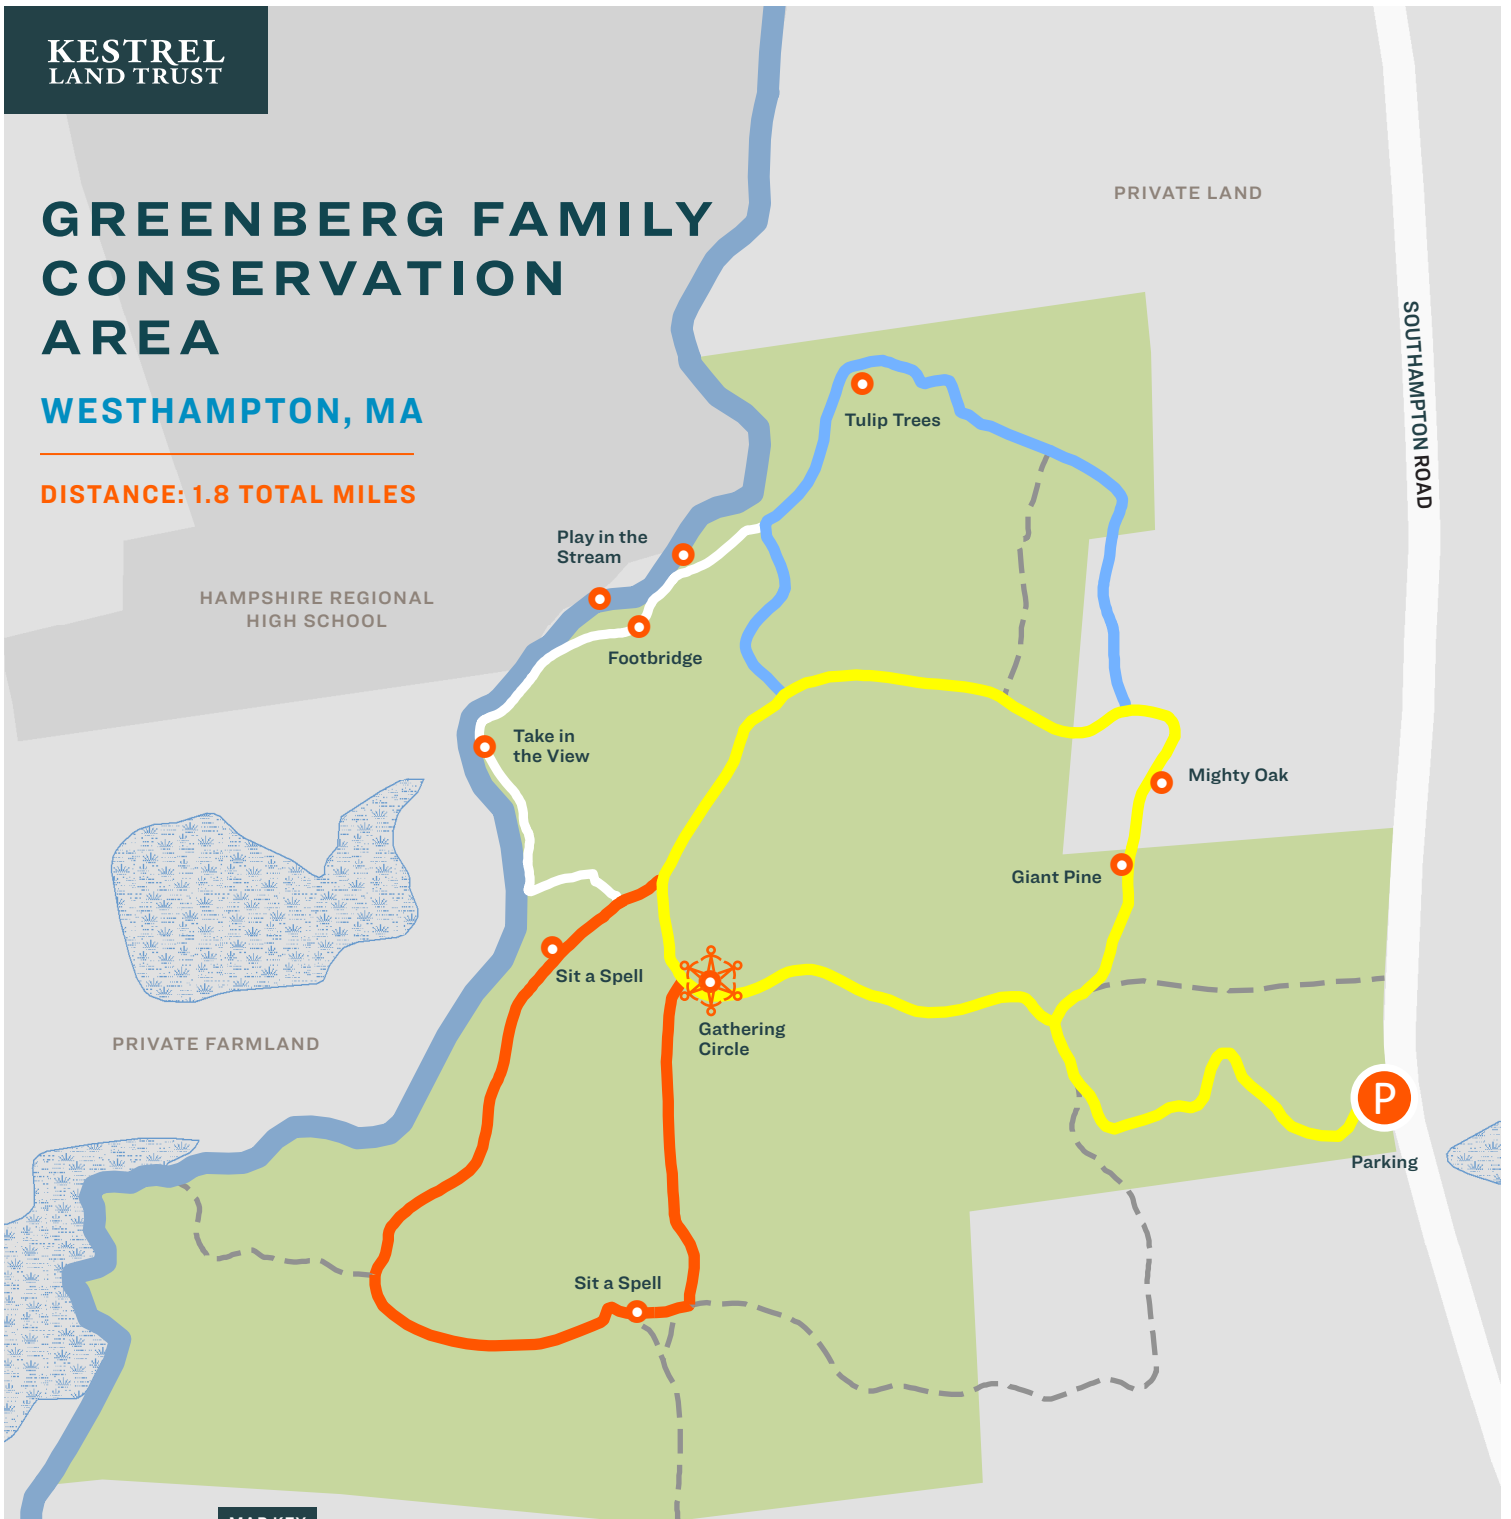 KESTREL
LAND TRUST
GREENBERG FAMILY
CONSERVATION
AREA
WESTHAMPTON, MA
DISTANCE: 1.8 TOTAL MILES
PRIVATE LAND
SOUTHAMPTON ROAD
Tulip Trees
Play in the
Stream
HAMPSHIRE REGIONAL
HIGH SCHOOL
Footbridge
Take in
the View
Mighty Oak
Giant Pine
Sit a Spell
Gathering
Circle
PRIVATE FARMLAND
P
Parking
Sit a Spell
MAP KEY